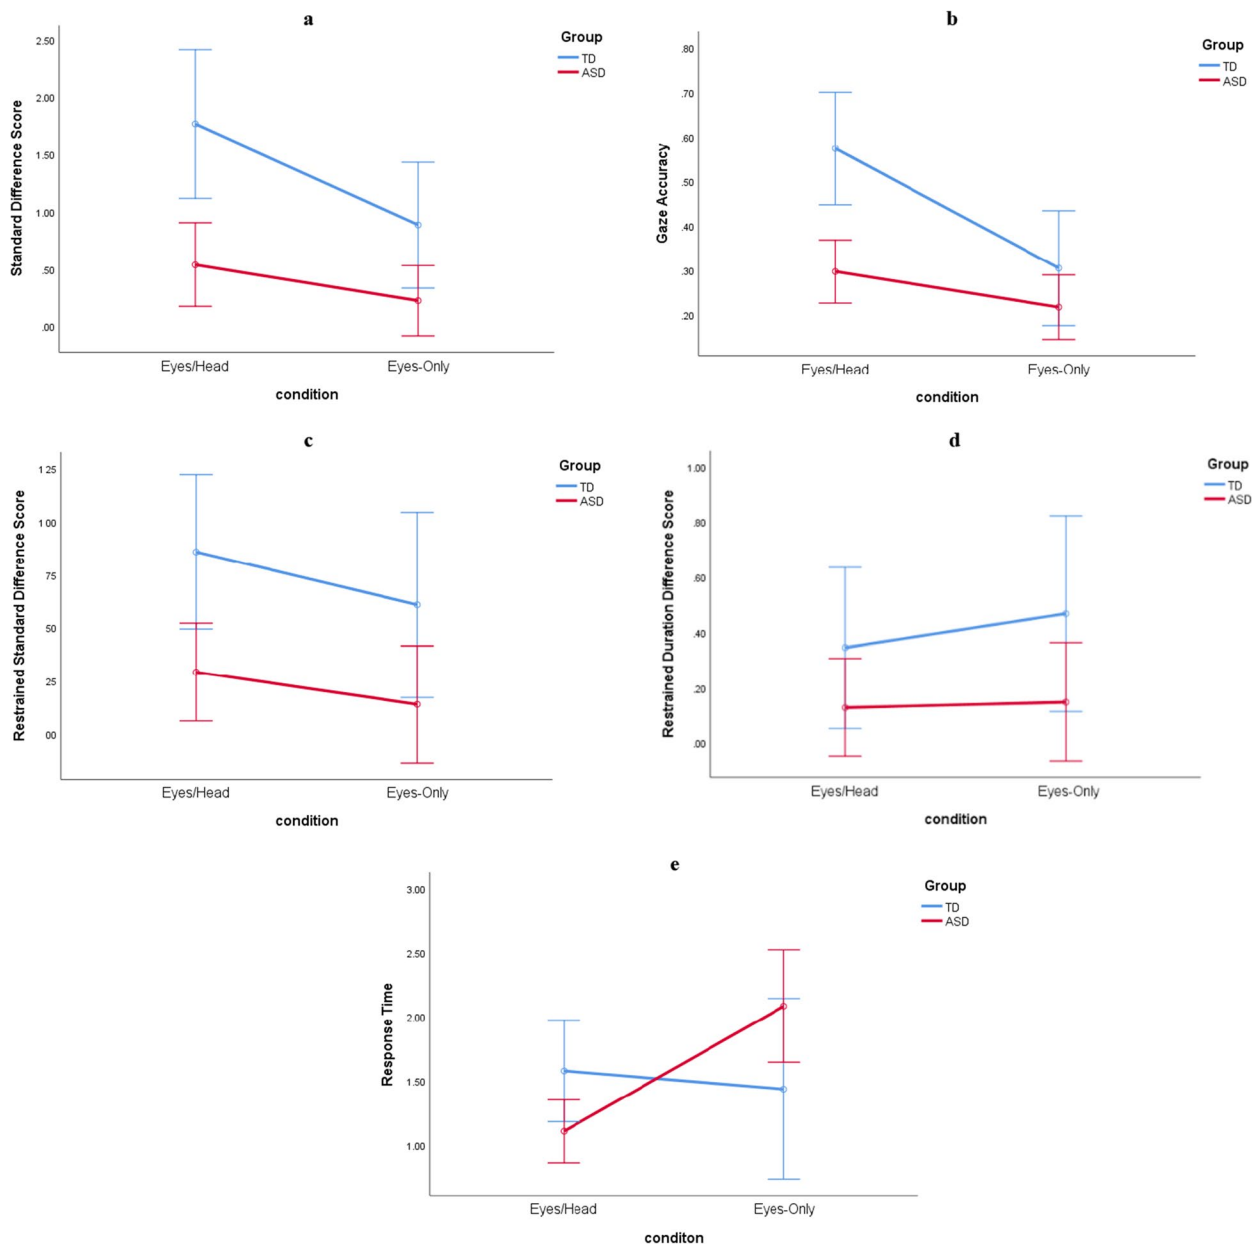 a
Group
TD
ASD
2.50
2.00
1.50
1.00
.50
.00
Standard Difference Score
Eyes/Head
Eyes-Only
condition
b
Group
TD
ASD
.80
.70
.60
.50
.40
.30
.20
Gaze Accuracy
Eyes/Head
Eyes-Only
condition
c
Group
TD
ASD
1 25
1 00
75
50
25
00
Restrained Standard Difference Score
Eyes/Head
Eyes-Only
condition
d
Group
TD
ASD
1.00
.80
.60
.40
.20
.00
Restrained Duration Difference Score
Eyes/Head
Eyes-Only
condition
e
Group
TD
ASD
3.00
2.50
2.00
1.50
1.00
Response Time
Eyes/Head
Eyes-Only
conditon